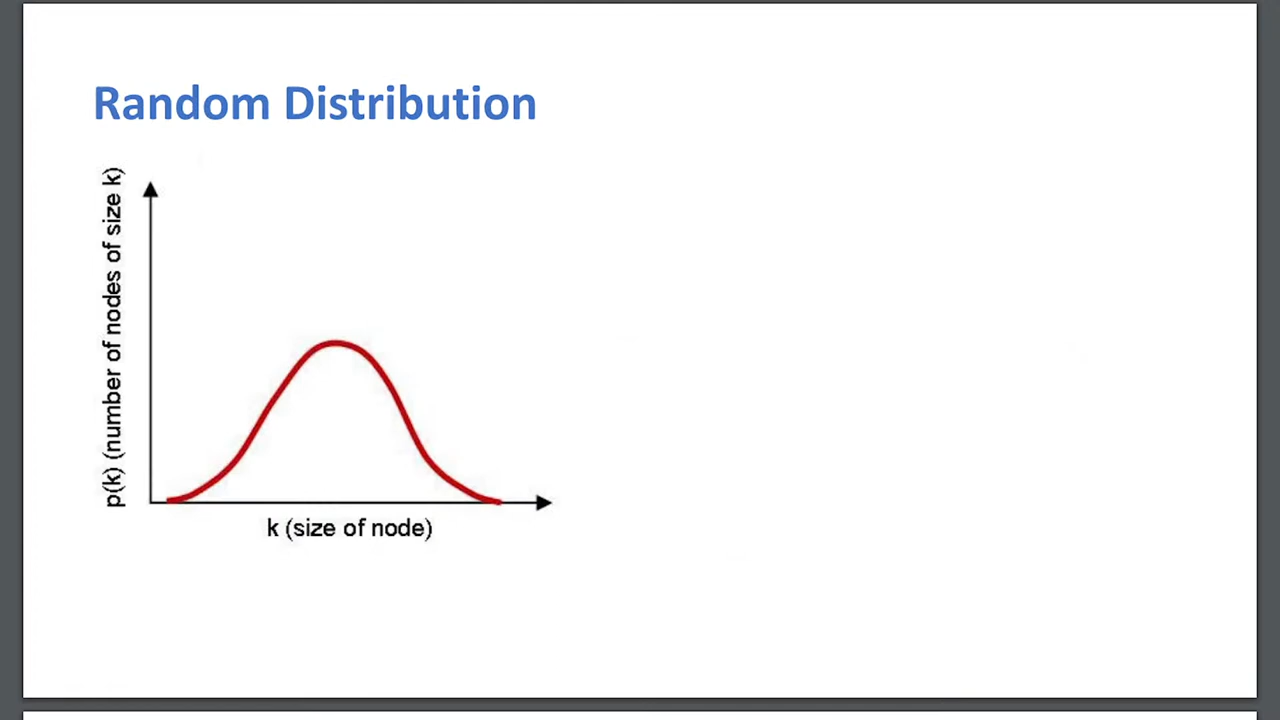 Random Distribution
p(k) (number of nodes of size k)
k (size of node)